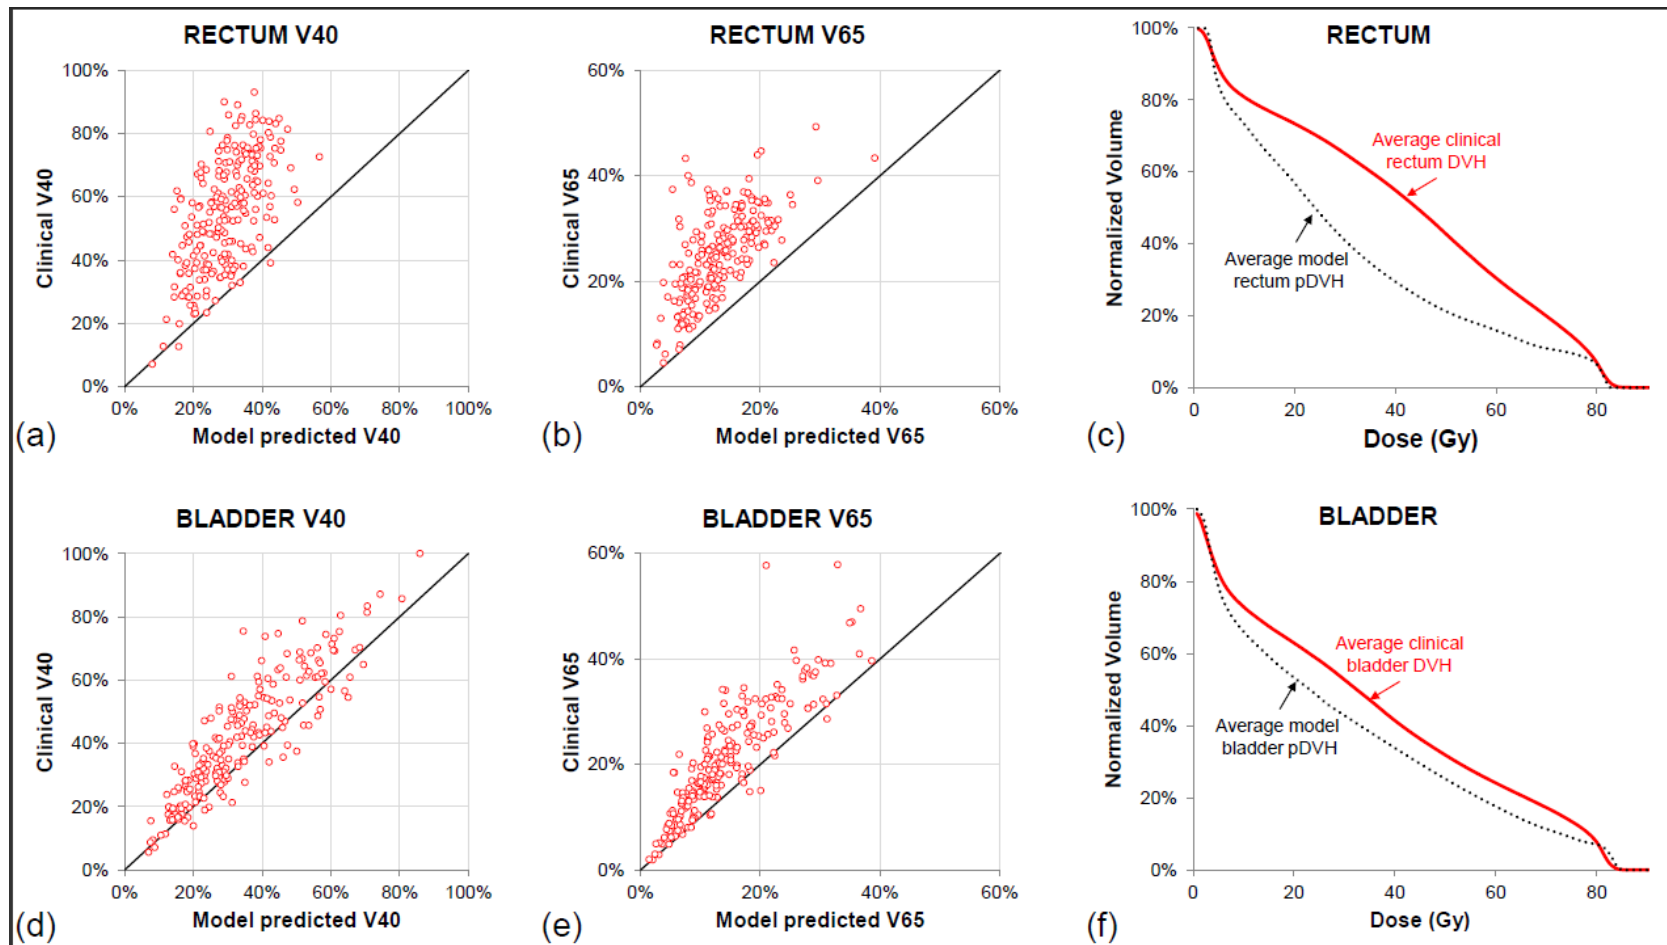 RECTUM V40
100%
80%
60%
40%
20%
0%
Clinical V40
0% 20% 40% 60% 80% 100%
Model predicted V40
(a)
RECTUM V65
60%
40%
20%
0%
Clinical V65
0% 20% 40% 60%
Model predicted V65
(b)
RECTUM
100%
80%
60%
40%
20%
0%
Normalized Volume
Average clinical
rectum DVH
Average model
rectum pDVH
0 20 40 60 80
Dose (Gy)
(c)
BLADDER V40
100%
80%
60%
40%
20%
0%
Clinical V40
0% 20% 40% 60% 80% 100%
Model predicted V40
(d)
BLADDER V65
60%
40%
20%
0%
Clinical V65
0% 20% 40% 60%
Model predicted V65
(e)
BLADDER
100%
80%
60%
40%
20%
0%
Normalized Volume
Average clinical
bladder DVH
Average model
bladder pDVH
0 20 40 60 80
Dose (Gy)
(f)